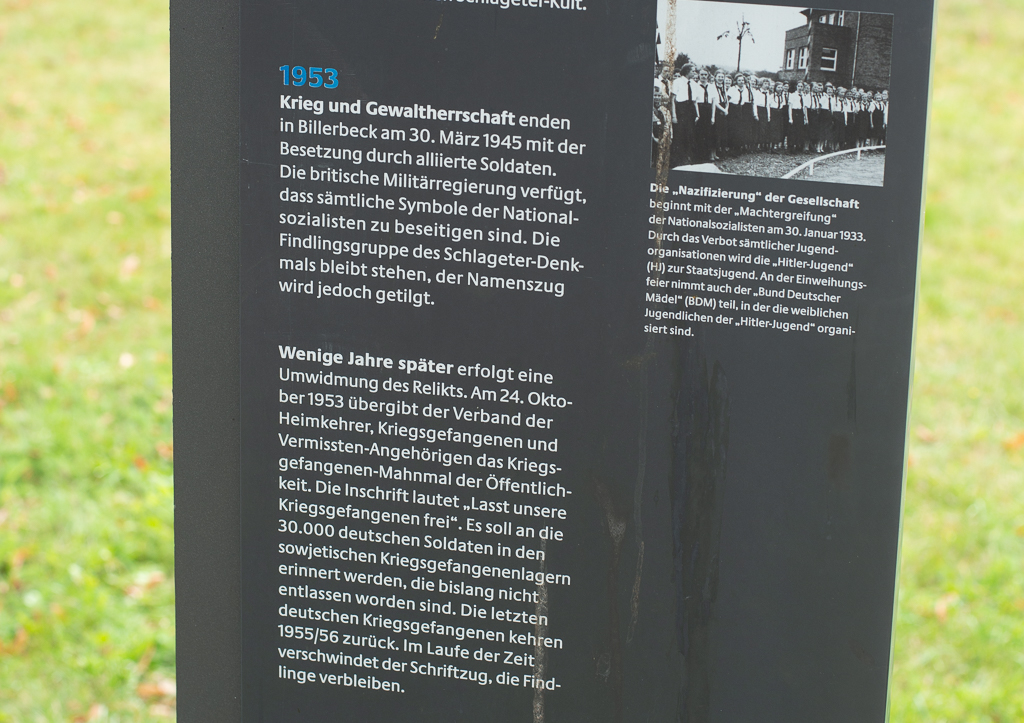 Schlageter-Kult.
1953
Krieg und Gewaltherrschaft enden
in Billerbeck am 30. März 1945 mit der
Besetzung durch alliierte Soldaten.
Die britische Militärregierung verfügt,
dass sämtliche Symbole der National-
sozialisten zu beseitigen sind. Die
Findlingsgruppe des Schlageter-Denk-
mals bleibt stehen, der Namenszug
wird jedoch getilgt.
Wenige Jahre später erfolgt eine
Umwidmung des Relikts. Am 24. Okto-
ber 1953 übergibt der Verband der
Heimkehrer, Kriegsgefangenen und
Vermissten-Angehörigen das Kriegs-
gefangenen-Mahnmal der Öffentlich-
keit. Die Inschrift lautet „Lasst unsere
Kriegsgefangenen frei“. Es soll an die
30.000 deutschen Soldaten in den
sowjetischen Kriegsgefangenenlagern
erinnert werden, die bislang nicht
entlassen worden sind. Die letzten
deutschen Kriegsgefangenen kehren
1955/56 zurück. Im Laufe der Zeit
verschwindet der Schriftzug, die Find-
linge verbleiben.
Die „Nazifizierung“ der Gesellschaft
beginnt mit der „Machtergreifung“
der Nationalsozialisten am 30. Januar 1933.
Durch das Verbot sämtlicher Jugend-
organisationen wird die „Hitler-Jugend“
(HJ) zur Staatsjugend. An der Einweihungs-
feier nimmt auch der „Bund Deutscher
Mädel“ (BDM) teil, in der die weiblichen
Jugendlichen der „Hitler-Jugend“ organi-
siert sind.